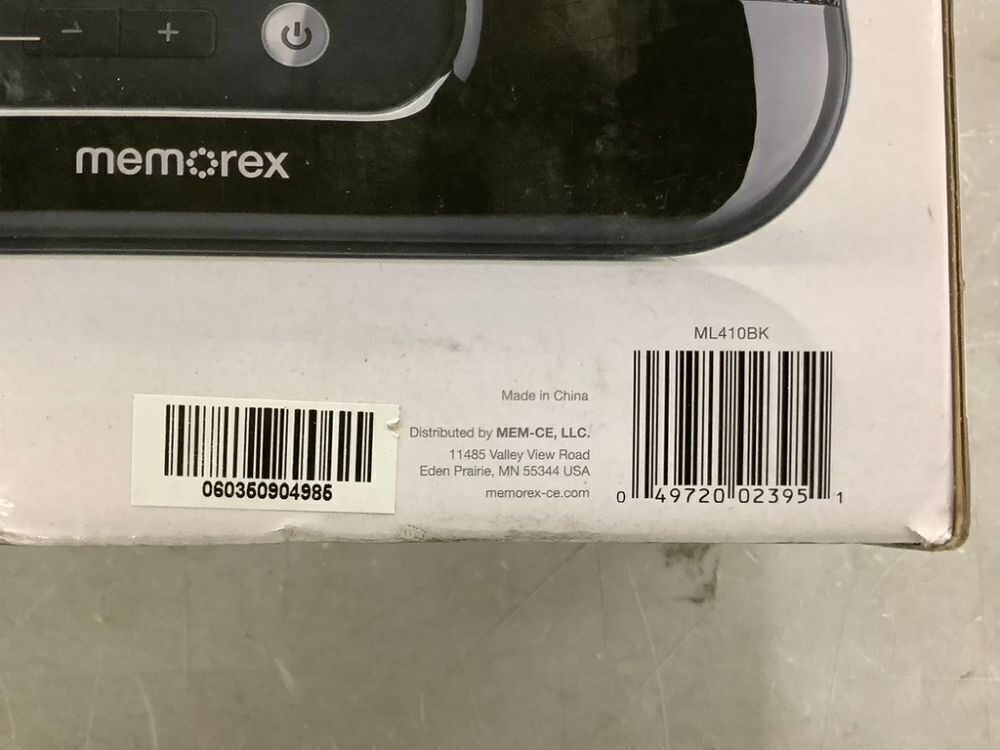 − +
memorex
ML410BK
Made in China
Distributed by MEM-CE, LLC.
11485 Valley View Road
Eden Prairie, MN 55344 USA
memorex-ce.com
060350904985
0 49720 02395 1